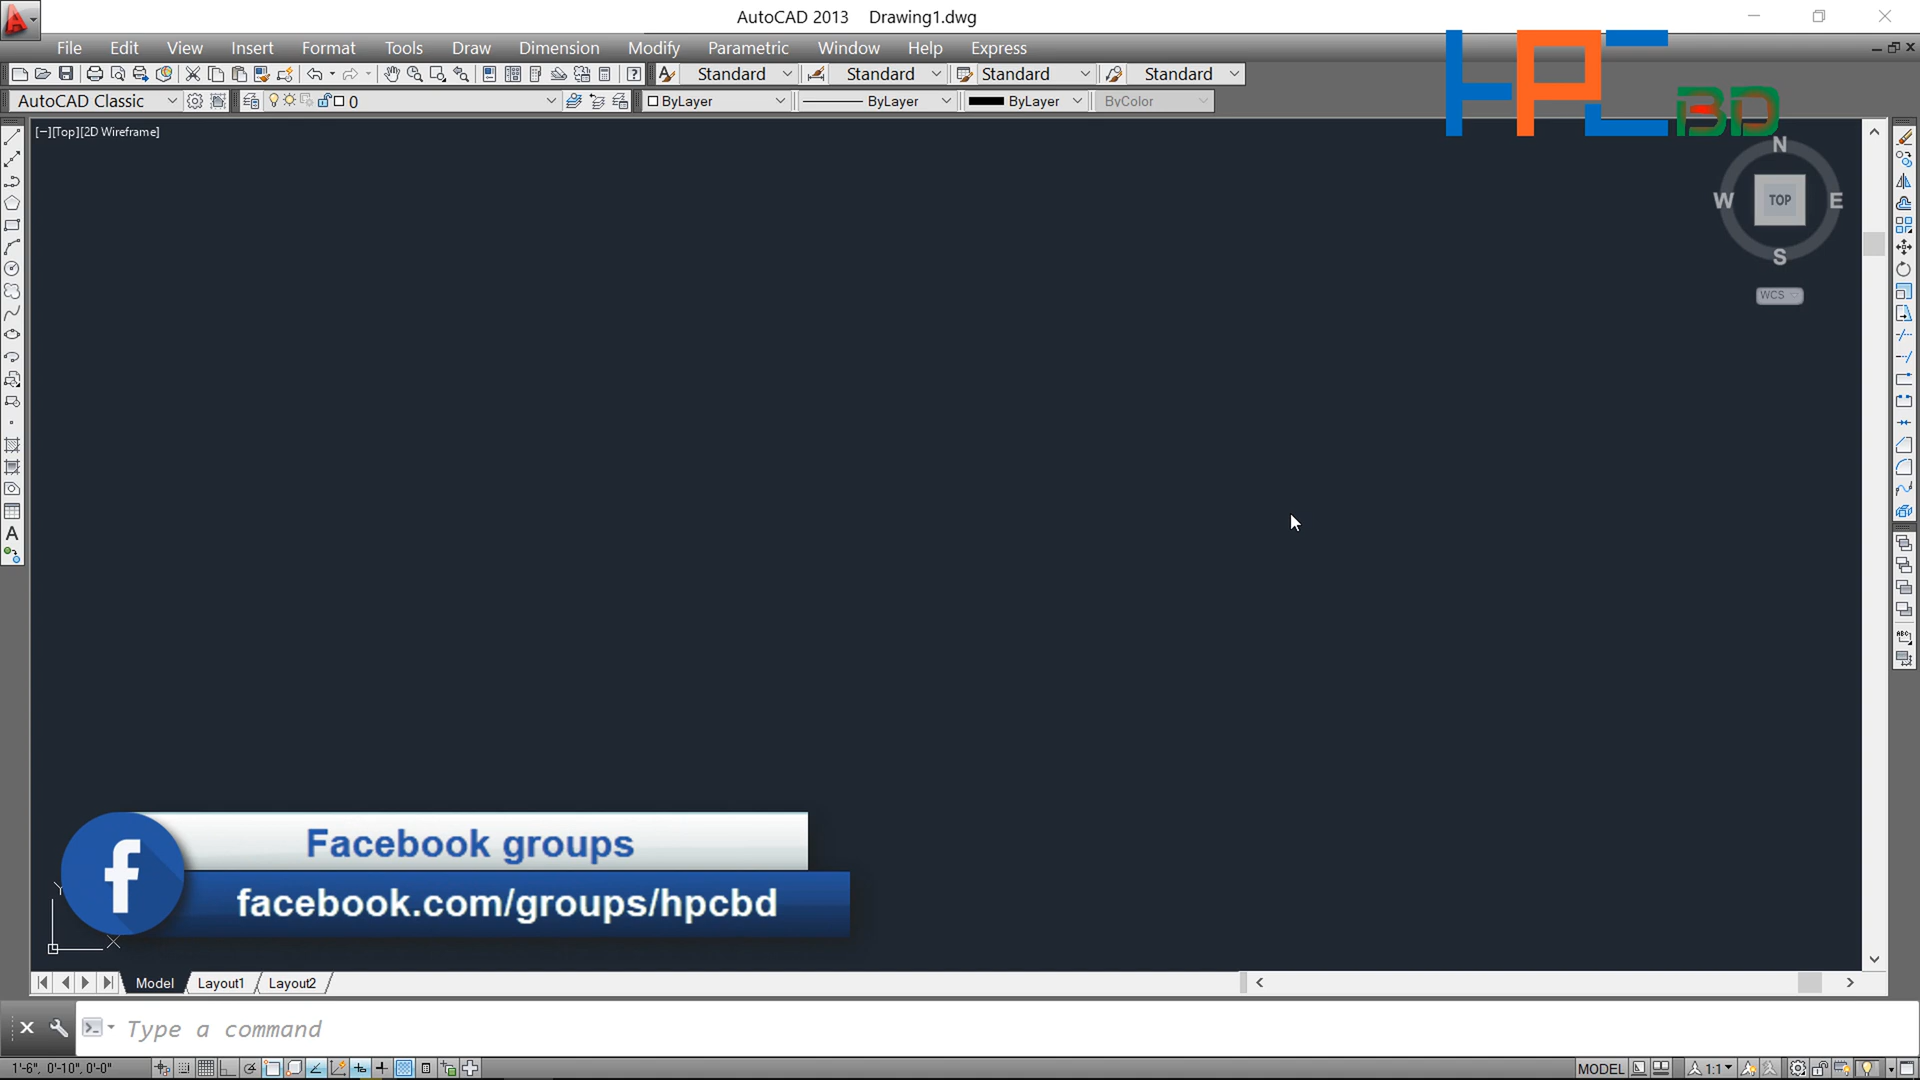 AutoCAD 2013 Drawing1.dwg
File Edit View Insert Format Tools Draw Dimension Modify Parametric Window Help Express
Standard Standard Standard Standard
AutoCAD Classic 0 ByLayer ByLayer ByLayer ByColor
HPC BD
[−][Top][2D Wireframe]
N
W TOP E
S
WCS
A
Facebook groups
f
facebook.com/groups/hpcbd
Y
X
Model Layout1 Layout2
Type a command
1'-6", 0'-10", 0'-0" MODEL 1:1